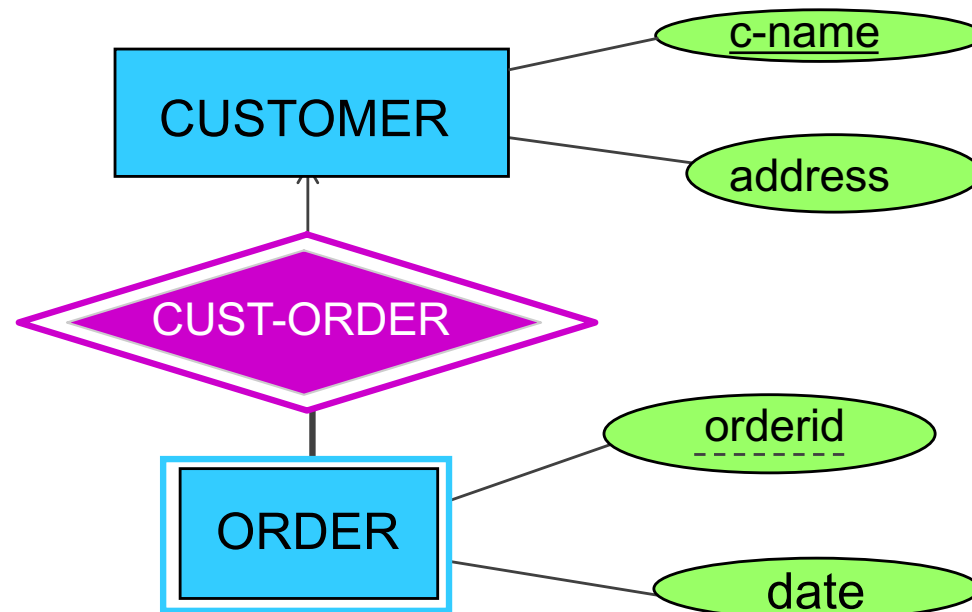 c-name
CUSTOMER
address
CUST-ORDER
orderid
ORDER
date